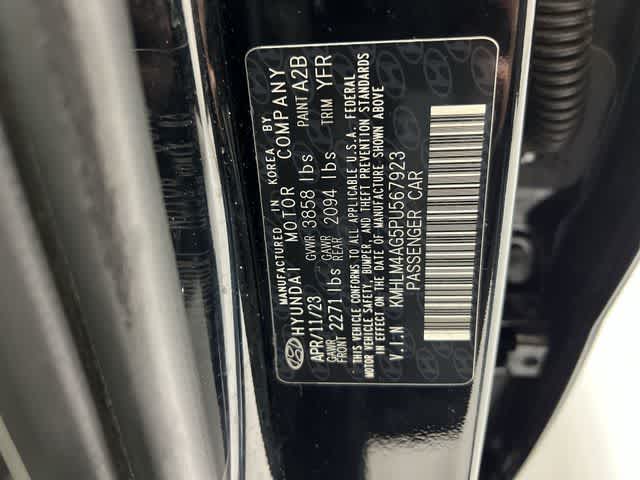 MANUFACTURED IN KOREA BY
HYUNDAI MOTOR COMPANY
APR/11/23 GVWR 3858 lbs PAINT A2B
GAWR FRONT 2271 lbs GAWR REAR 2094 lbs TRIM YFR
THIS VEHICLE CONFORMS TO ALL APPLICABLE U.S.A. FEDERAL
MOTOR VEHICLE SAFETY, BUMPER, AND THEFT PREVENTION STANDARDS
IN EFFECT ON THE DATE OF MANUFACTURE SHOWN ABOVE
V.I.N KMHLM4AG5PU567923
PASSENGER CAR